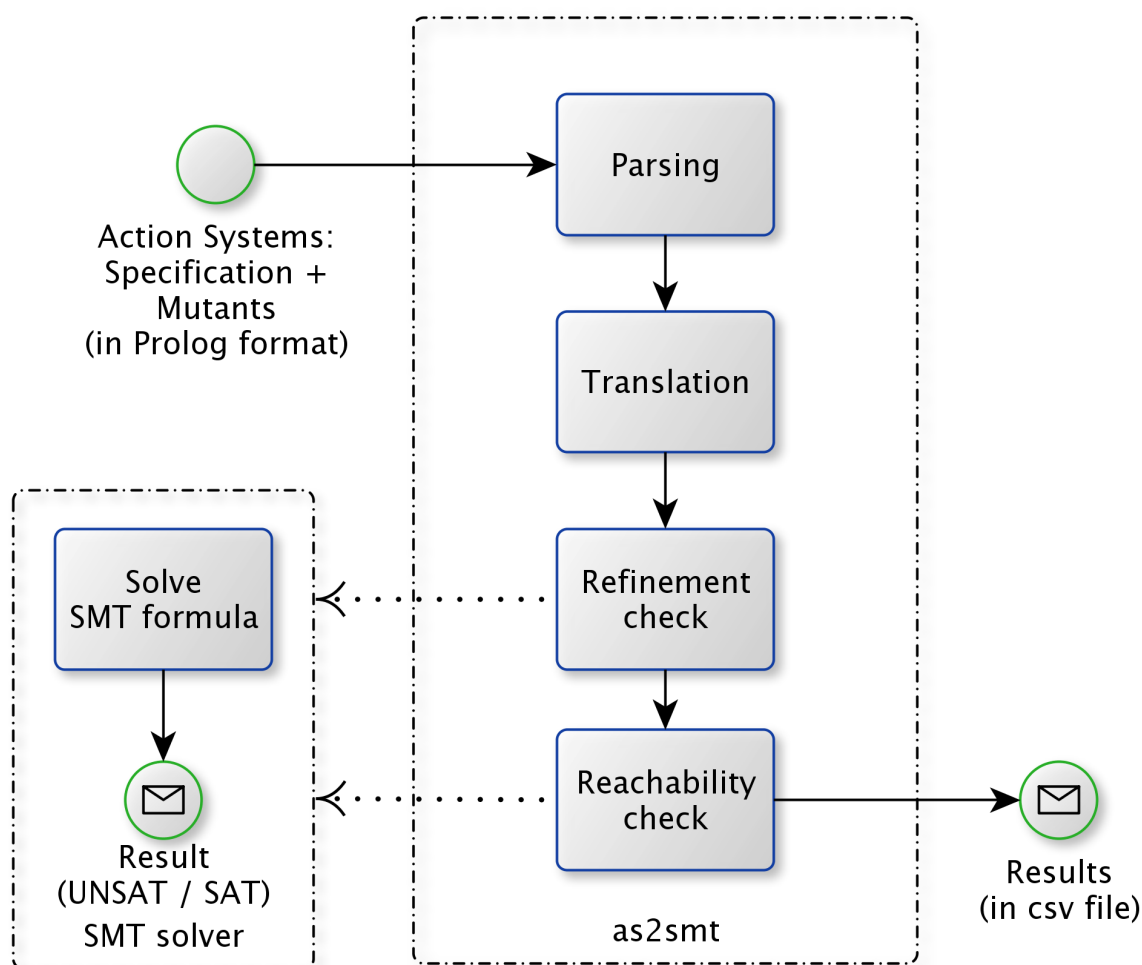 Parsing
Action Systems:
Specification +
Mutants
(in Prolog format)
Translation
Solve
SMT formula
Refinement
check
Reachability
check
Result
(UNSAT / SAT)
SMT solver
as2smt
Results
(in csv file)